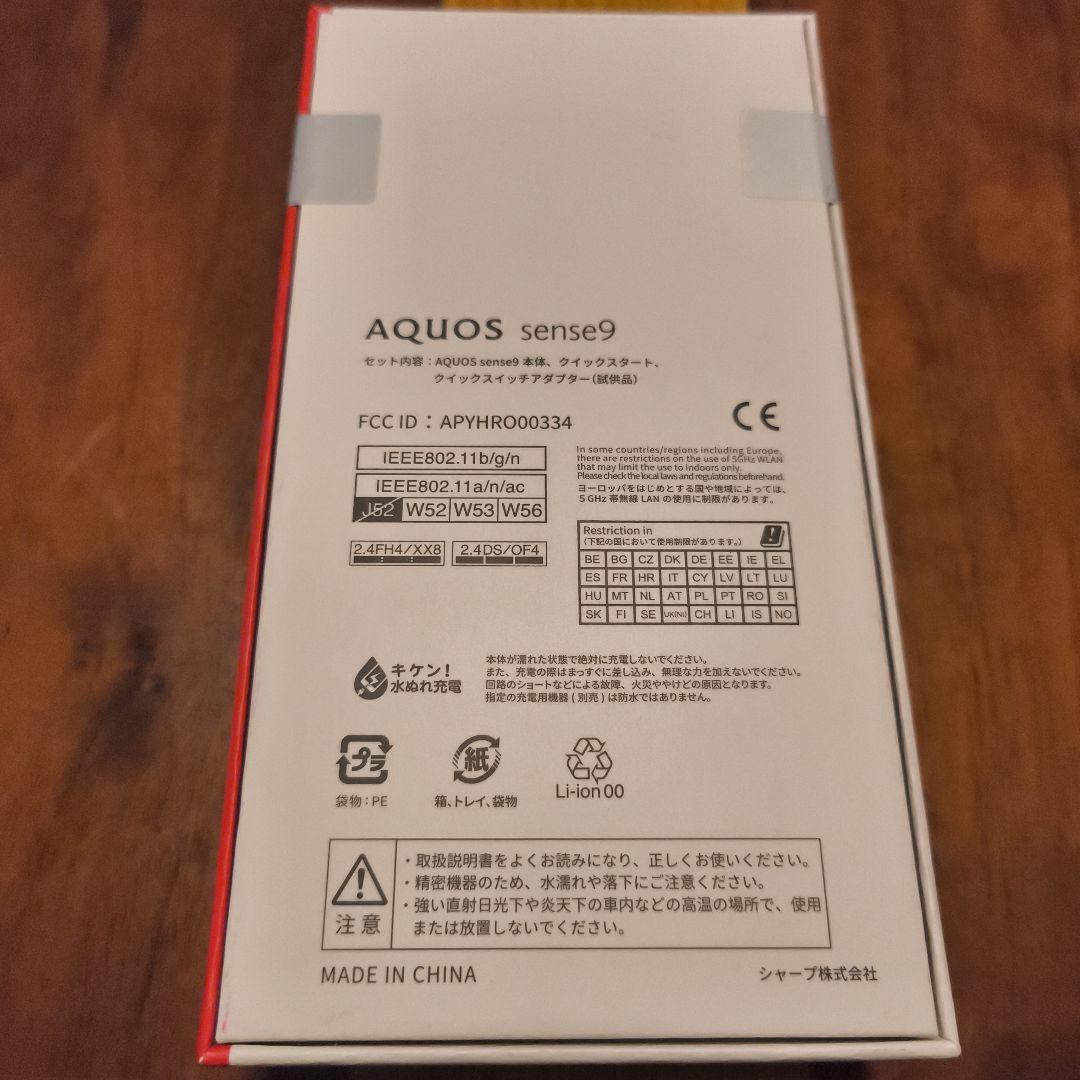 AQUOS sense9
セット内容：AQUOS sense9 本体、クイックスタート、
クイックスイッチアダプター（試供品）
FCC ID：APYHRO00334
CE
IEEE802.11b/g/n
IEEE802.11a/n/ac
J52 W52 W53 W56
2.4FH4/XX8 2.4DS/OF4
In some countries/regions including Europe,
there are restrictions on the use of 5GHz WLAN
that may limit the use to indoors only.
Please check the local laws and regulations beforehand.
ヨーロッパをはじめとする国や地域によっては、
5 GHz 帯無線 LAN の使用に制限があります。
Restriction in
（下記の国において使用制限があります。）
BE BG CZ DK DE EE IE EL
ES FR HR IT CY LV LT LU
HU MT NL AT PL PT RO SI
SK FI SE UK(NI) CH LI IS NO
キケン！
水ぬれ充電
本体が濡れた状態で絶対に充電しないでください。
また、充電の際はまっすぐに差し込み、無理な力を加えないでください。
回路のショートなどによる故障、火災ややけどの原因となります。
指定の充電用機器（別売）は防水ではありません。
プラ
袋物：PE
紙
箱、トレイ、袋物
Li-ion 00
注意
・取扱説明書をよくお読みになり、正しくお使いください。
・精密機器のため、水濡れや落下にご注意ください。
・強い直射日光下や炎天下の車内などの高温の場所で、使用
または放置しないでください。
MADE IN CHINA
シャープ株式会社